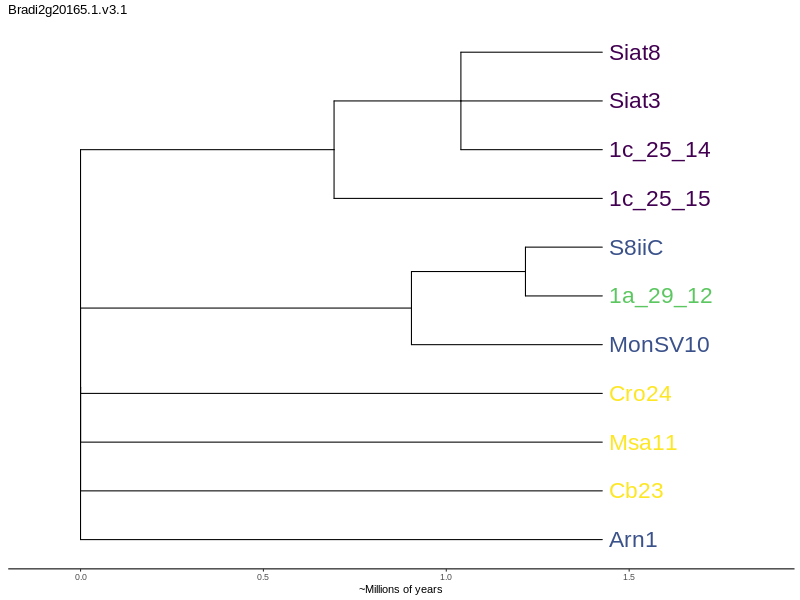 Bradi2g20165.1.v3.1
Siat8
Siat3
1c_25_14
1c_25_15
S8iiC
1a_29_12
MonSV10
Cro24
Msa11
Cb23
Arn1
0.0 0.5 1.0 1.5
~Millions of years